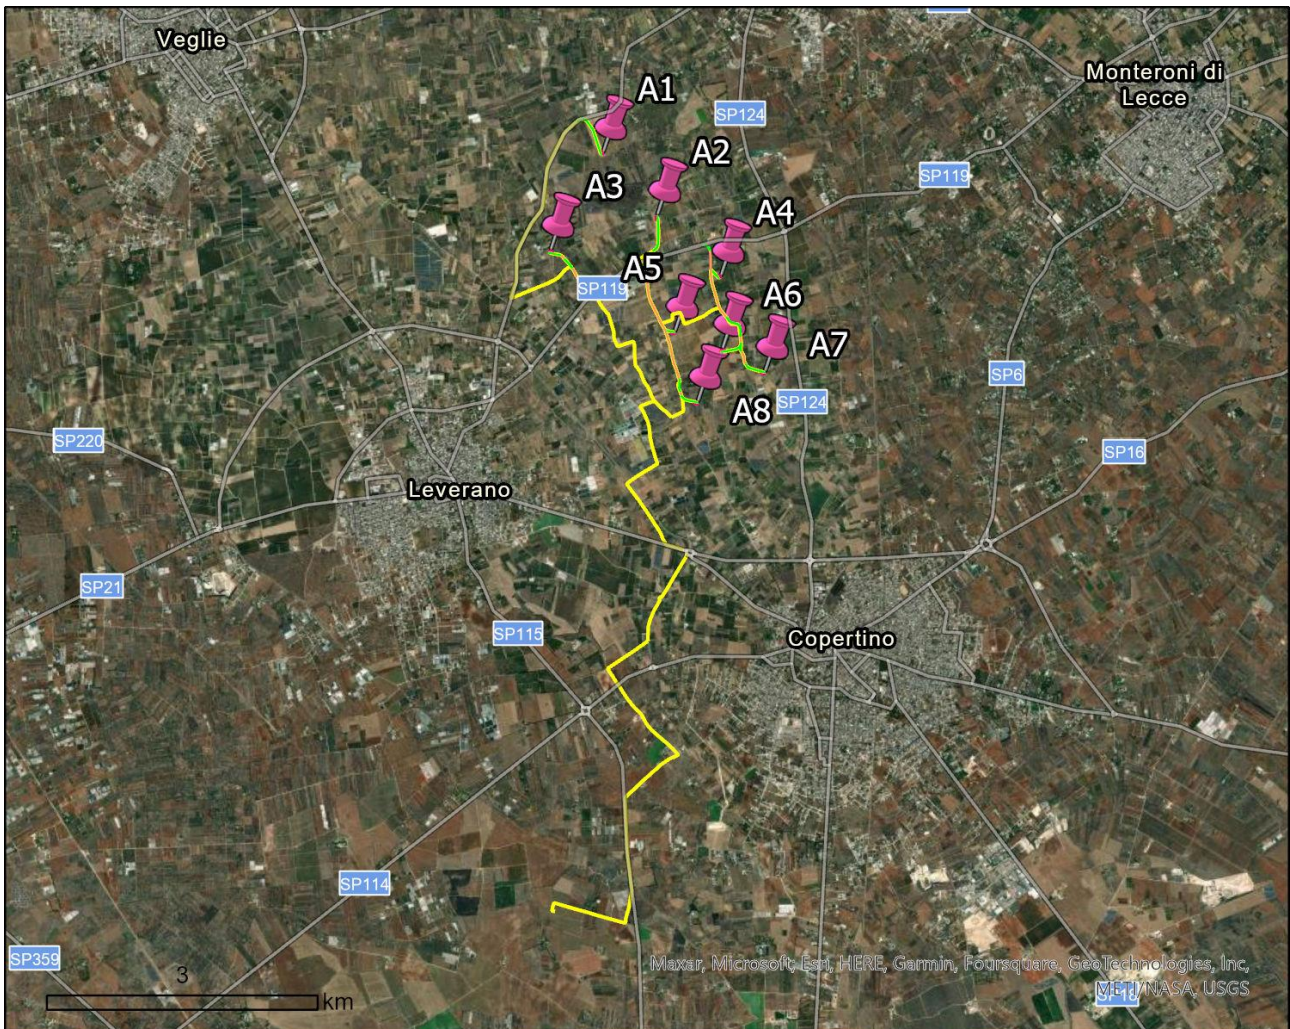 Veglie
Monteroni di
Lecce
A1
SP124
A2
SP119
A3
A4
A5
SP119
A6
A7
SP6
A8
SP124
SP220
SP16
Leverano
SP21
SP115
Copertino
SP114
SP359
3
km
Maxar, Microsoft, Esri, HERE, Garmin, Foursquare, GeoTechnologies, Inc,
METI/NASA, USGS
SP18